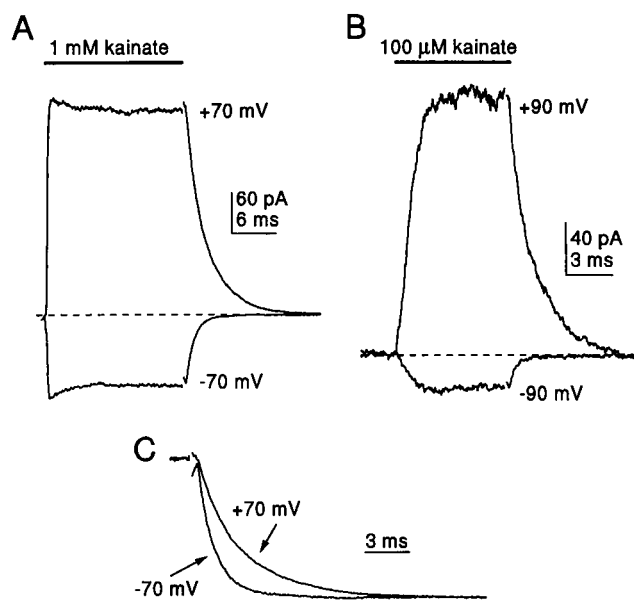 A
1 mM kainate
+70 mV
60 pA
6 ms
-70 mV
B
100 μM kainate
+90 mV
40 pA
3 ms
-90 mV
C
+70 mV
3 ms
-70 mV